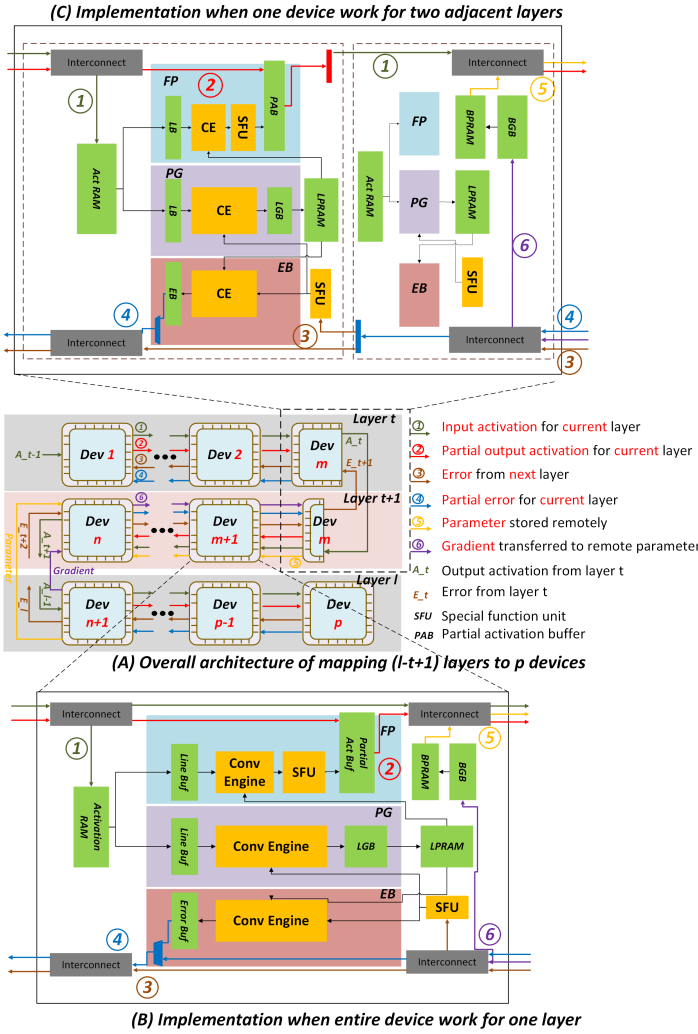 (C) Implementation when one device work for two adjacent layers
Interconnect
1
Interconnect
5
FP
2
1
LB
CE
SFU
PAB
Act RAM
PG
LB
CE
LGB
LPRAM
EB
EB
CE
SFU
4
3
Interconnect
BPRAM
BGB
FP
Act RAM
PG
LPRAM
EB
SFU
6
Interconnect
4
3
Layer t
A_t-1
Dev 1
1
2
3
4
Dev 2
Dev m
A_t
E_t+1
Layer t+1
Parameter
E_t+2
A_t+1
Dev n
6
Dev m+1
5
Dev m
Gradient
Layer l
E_l
A_l-1
Dev n+1
Dev p-1
Dev p
1 Input activation for current layer
2 Partial output activation for current layer
3 Error from next layer
4 Partial error for current layer
5 Parameter stored remotely
6 Gradient transferred to remote parameter
A_t Output activation from layer t
E_t Error from layer t
SFU Special function unit
PAB Partial activation buffer
(A) Overall architecture of mapping (l-t+1) layers to p devices
Interconnect
1
Interconnect
5
FP
Line Buf
Conv Engine
SFU
Partial Act Buf
2
BPRAM
BGB
Activation RAM
PG
Line Buf
Conv Engine
LGB
LPRAM
EB
Error Buf
Conv Engine
SFU
4
6
Interconnect
3
Interconnect
(B) Implementation when entire device work for one layer